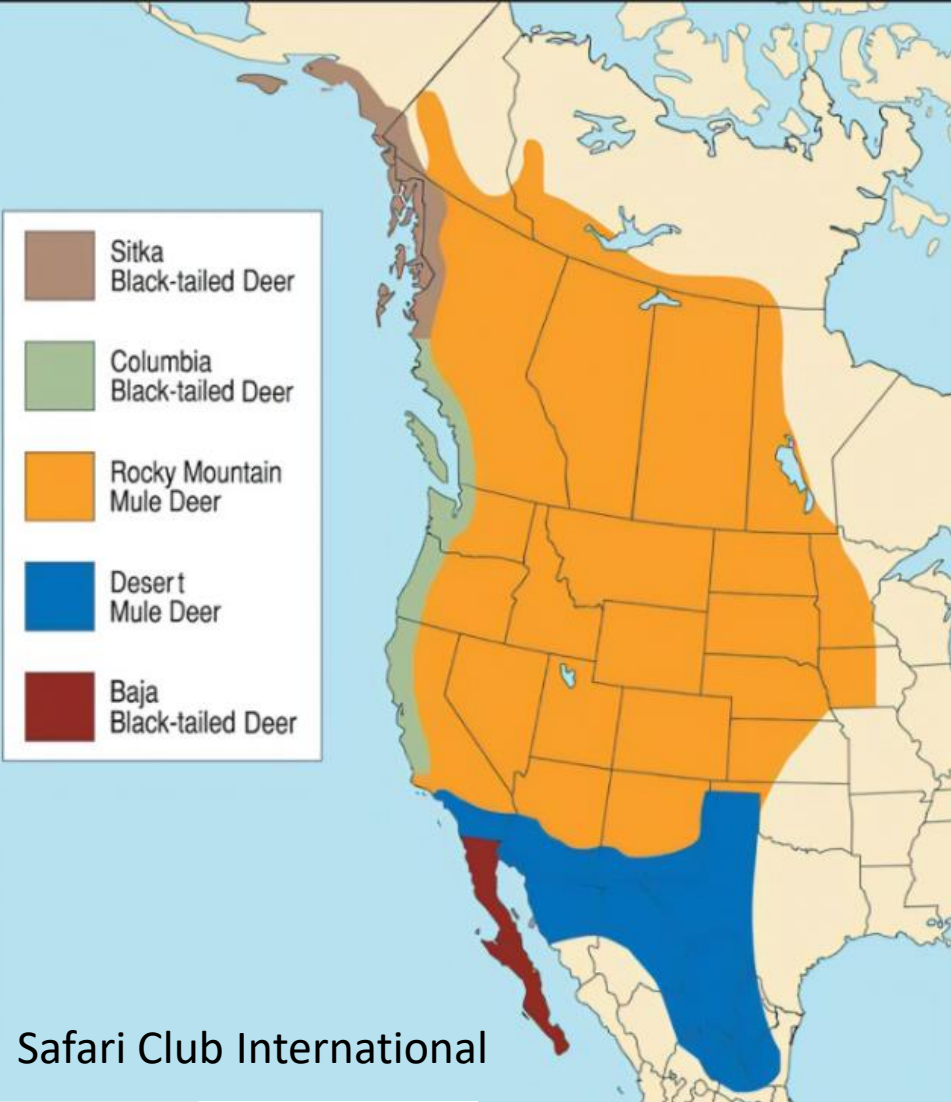 Sitka
Black-tailed Deer
Columbia
Black-tailed Deer
Rocky Mountain
Mule Deer
Desert
Mule Deer
Baja
Black-tailed Deer
Safari Club International